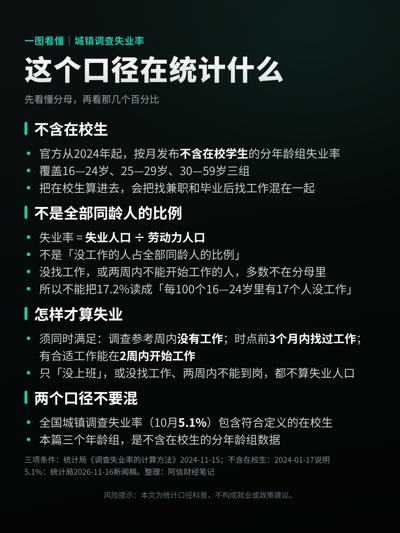 一图看懂｜城镇调查失业率
这个口径在统计什么
先看懂分母，再看那几个百分比
不含在校生
• 官方从2024年起，按月发布不含在校学生的分年龄组失业率
• 覆盖16—24岁、25—29岁、30—59岁三组
• 把在校生算进去，会把找兼职和毕业后找工作混在一起
不是全部同龄人的比例
• 失业率 = 失业人口 ÷ 劳动力人口
• 不是「没工作的人占全部同龄人的比例」
• 没找工作，或两周内不能开始工作的人，多数不在分母里
• 所以不能把17.2%读成「每100个16—24岁里有17个人没工作」
怎样才算失业
• 须同时满足：调查参考周内没有工作；时点前3个月内找过工作；
有合适工作能在2周内开始工作
• 只「没上班」，或没找工作、两周内不能到岗，都不算失业人口
两个口径不要混
• 全国城镇调查失业率（10月5.1%）包含符合定义的在校生
• 本篇三个年龄组，是不含在校生的分年龄组数据
三项条件：统计局《调查失业率的计算方法》2024-11-15；不含在校生：2024-01-17说明
5.1%：统计局2026-11-16新闻稿。整理：阿信财经笔记
风险提示：本文为统计口径科普，不构成就业或政策建议。